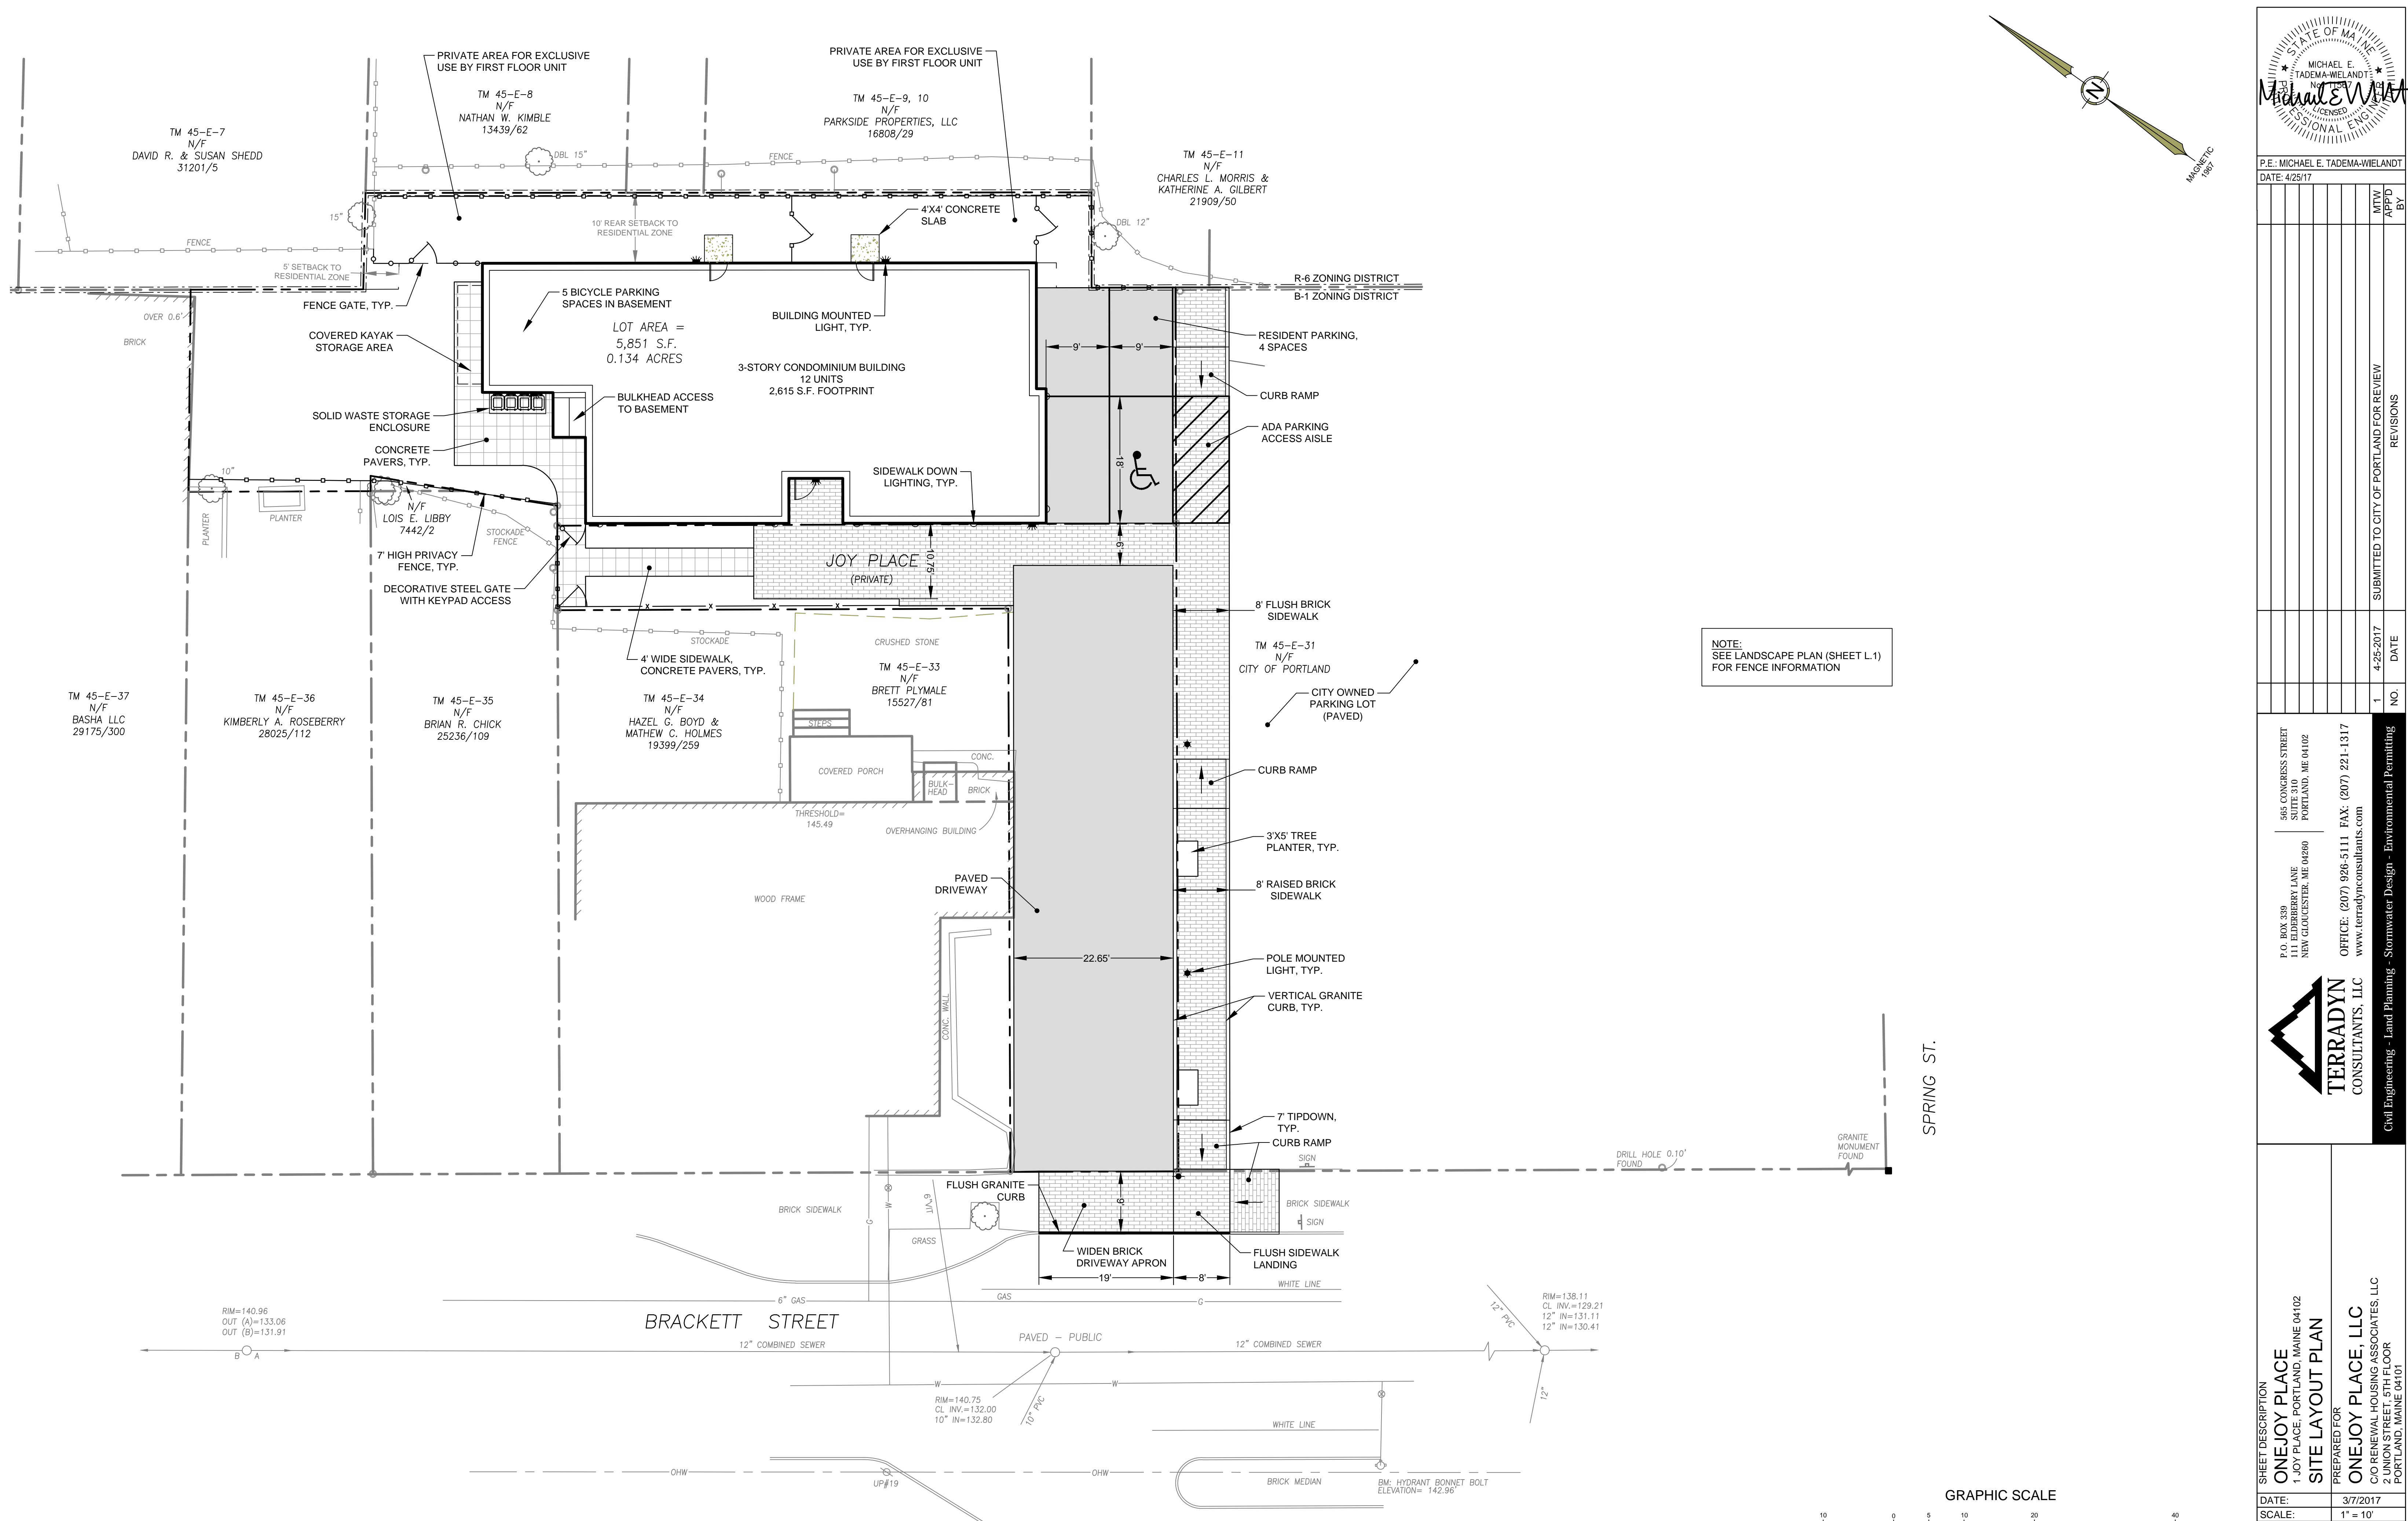 PRIVATE AREA FOR EXCLUSIVE
USE BY FIRST FLOOR UNIT
PRIVATE AREA FOR EXCLUSIVE
USE BY FIRST FLOOR UNIT
TM 45-E-7
N/F
DAVID R. & SUSAN SHEDD
31201/5
TM 45-E-8
N/F
NATHAN W. KIMBLE
13439/62
TM 45-E-9, 10
N/F
PARKSIDE PROPERTIES, LLC
16808/29
TM 45-E-11
N/F
CHARLES L. MORRIS &
KATHERINE A. GILBERT
21909/50
N
MAGNETIC
1967
DBL 15"
FENCE
15"
FENCE
DBL 12"
10' REAR SETBACK TO
RESIDENTIAL ZONE
4'X4' CONCRETE
SLAB
5' SETBACK TO
RESIDENTIAL ZONE
R-6 ZONING DISTRICT
B-1 ZONING DISTRICT
FENCE GATE, TYP.
OVER 0.6'
BRICK
COVERED KAYAK
STORAGE AREA
5 BICYCLE PARKING
SPACES IN BASEMENT
LOT AREA =
5,851 S.F.
0.134 ACRES
BUILDING MOUNTED
LIGHT, TYP.
3-STORY CONDOMINIUM BUILDING
12 UNITS
2,615 S.F. FOOTPRINT
BULKHEAD ACCESS
TO BASEMENT
SOLID WASTE STORAGE
ENCLOSURE
CONCRETE
PAVERS, TYP.
SIDEWALK DOWN
LIGHTING, TYP.
9'
9'
18'
RESIDENT PARKING,
4 SPACES
CURB RAMP
ADA PARKING
ACCESS AISLE
10"
PLANTER
PLANTER
N/F
LOIS E. LIBBY
7442/2
STOCKADE
FENCE
7' HIGH PRIVACY
FENCE, TYP.
DECORATIVE STEEL GATE
WITH KEYPAD ACCESS
JOY PLACE
(PRIVATE)
10.75'
6'
8' FLUSH BRICK
SIDEWALK
X X X X
STOCKADE
4' WIDE SIDEWALK,
CONCRETE PAVERS, TYP.
CRUSHED STONE
TM 45-E-33
N/F
BRETT PLYMALE
15527/81
TM 45-E-31
N/F
CITY OF PORTLAND
CITY OWNED
PARKING LOT
(PAVED)
NOTE:
SEE LANDSCAPE PLAN (SHEET L.1)
FOR FENCE INFORMATION
TM 45-E-37
N/F
BASHA LLC
29175/300
TM 45-E-36
N/F
KIMBERLY A. ROSEBERRY
28025/112
TM 45-E-35
N/F
BRIAN R. CHICK
25236/109
TM 45-E-34
N/F
HAZEL G. BOYD &
MATHEW C. HOLMES
19399/259
STEPS
COVERED PORCH
CONC.
BULK-
HEAD
BRICK
THRESHOLD=
145.49
OVERHANGING BUILDING
CURB RAMP
3'X5' TREE
PLANTER, TYP.
PAVED
DRIVEWAY
8' RAISED BRICK
SIDEWALK
WOOD FRAME
22.65'
POLE MOUNTED
LIGHT, TYP.
VERTICAL GRANITE
CURB, TYP.
CONC. WALL
7' TIPDOWN,
TYP.
CURB RAMP
SIGN
SPRING ST.
GRANITE
MONUMENT
FOUND
DRILL HOLE 0.10'
FOUND
FLUSH GRANITE
CURB
BRICK SIDEWALK
6"VIT
G
W
GRASS
9'
BRICK SIDEWALK
SIGN
WIDEN BRICK
DRIVEWAY APRON
FLUSH SIDEWALK
LANDING
19'
8'
WHITE LINE
6" GAS
GAS
G
RIM=140.96
OUT (A)=133.06
OUT (B)=131.91
B A
BRACKETT STREET
12" COMBINED SEWER
PAVED - PUBLIC
12" COMBINED SEWER
12" PVC
RIM=138.11
CL INV.=129.21
12" IN=131.11
12" IN=130.41
12"
W W
RIM=140.75
CL INV.=132.00
10" IN=132.80
10" PVC
WHITE LINE
OHW
UP#19
OHW
BRICK MEDIAN
BM: HYDRANT BONNET BOLT
ELEVATION= 142.96'
GRAPHIC SCALE
10 0 5 10 20 40
STATE OF MAINE
MICHAEL E.
TADEMA-WIELANDT
No. 11567
LICENSED
PROFESSIONAL ENGINEER
P.E.: MICHAEL E. TADEMA-WIELANDT
DATE: 4/25/17
MTW
APP'D
BY
SUBMITTED TO CITY OF PORTLAND FOR REVIEW
REVISIONS
4-25-2017
DATE
1
NO.
565 CONGRESS STREET
SUITE 310
PORTLAND, ME 04102
P.O. BOX 339
111 ELDERBERRY LANE
NEW GLOUCESTER, ME 04260
OFFICE: (207) 926-5111 FAX: (207) 221-1317
www.terradynconsultants.com
TERRADYN
CONSULTANTS, LLC
Civil Engineering - Land Planning - Stormwater Design - Environmental Permitting
SHEET DESCRIPTION
ONEJOY PLACE
1 JOY PLACE, PORTLAND, MAINE 04102
SITE LAYOUT PLAN
PREPARED FOR
ONEJOY PLACE, LLC
C/O RENEWAL HOUSING ASSOCIATES, LLC
2 UNION STREET, 5TH FLOOR
PORTLAND, MAINE 04101
DATE: 3/7/2017
SCALE: 1" = 10'